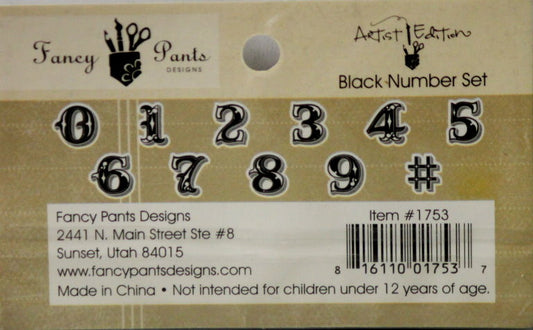 Fancy Pants
DESIGNS
Artist Edition
Black Number Set
0 1 2 3 4 5
6 7 8 9 #
Fancy Pants Designs
2441 N. Main Street Ste #8
Sunset, Utah 84015
www.fancypantsdesigns.com
Item #1753
8 16110 01753 7
Made in China • Not intended for children under 12 years of age.